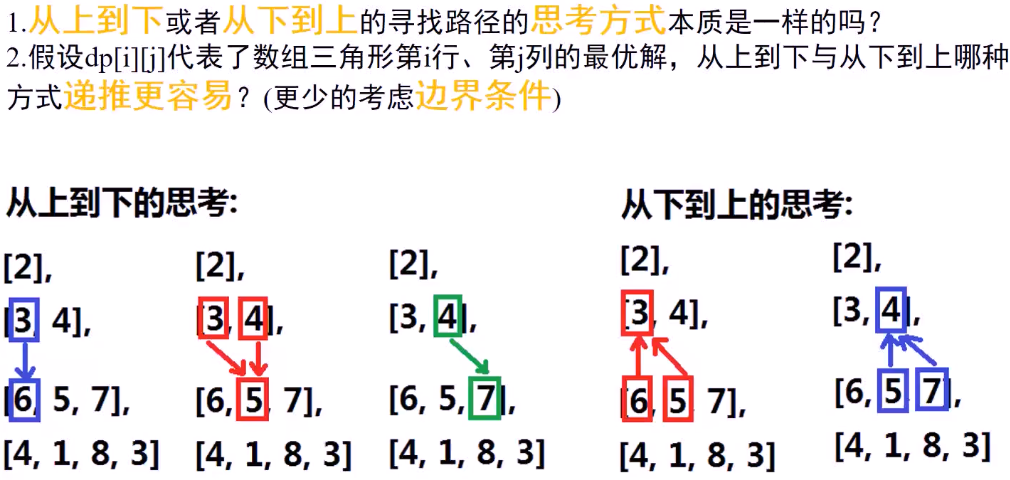 1.从上到下或者从下到上的寻找路径的思考方式本质是一样的吗？
2.假设dp[i][j]代表了数组三角形第i行、第j列的最优解，从上到下与从下到上哪种
方式递推更容易？(更少的考虑边界条件)
从上到下的思考:
[2],
[3, 4],
[6, 5, 7],
[4, 1, 8, 3]
[2],
[3, 4],
[6, 5, 7],
[4, 1, 8, 3]
[2],
[3, 4],
[6, 5, 7],
[4, 1, 8, 3]
从下到上的思考:
[2],
[3, 4],
[6, 5, 7],
[4, 1, 8, 3]
[2],
[3, 4],
[6, 5, 7],
[4, 1, 8, 3]